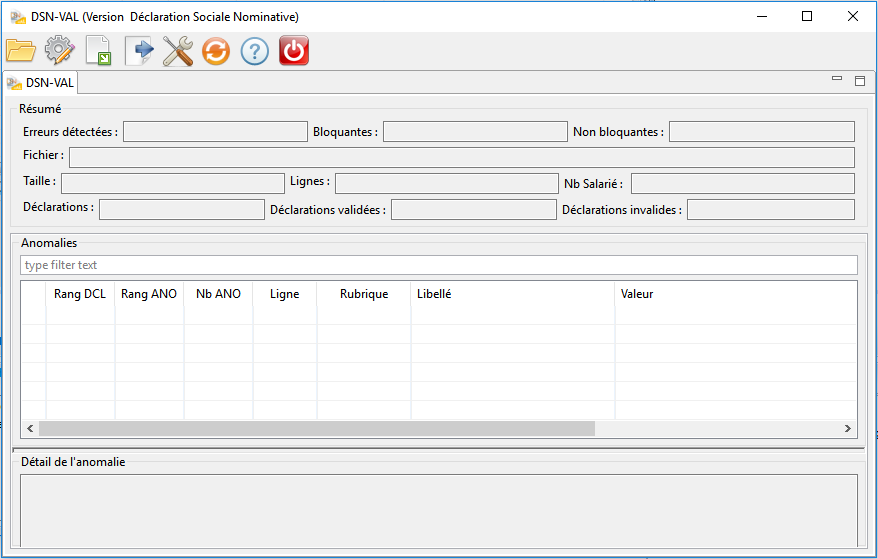 DSN-VAL (Version  Déclaration Sociale Nominative)
DSN-VAL
Résumé
Erreurs détectées : Bloquantes : Non bloquantes :
Fichier :
Taille : Lignes : Nb Salarié :
Déclarations : Déclarations validées : Déclarations invalides :
Anomalies
type filter text
Rang DCL Rang ANO Nb ANO Ligne Rubrique Libellé Valeur
Détail de l'anomalie